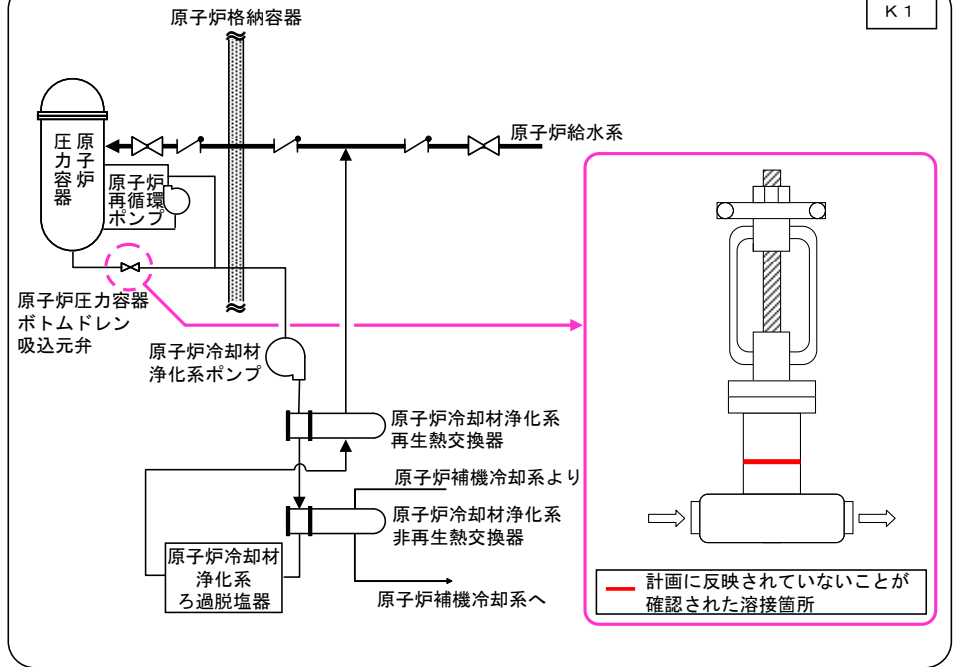 K1
原子炉格納容器
原子炉
圧力容器
原子炉
再循環
ポンプ
原子炉給水系
原子炉圧力容器
ボトムドレン
吸込元弁
原子炉冷却材
浄化系ポンプ
原子炉冷却材浄化系
再生熱交換器
原子炉補機冷却系より
原子炉冷却材浄化系
非再生熱交換器
原子炉冷却材
浄化系
ろ過脱塩器
原子炉補機冷却系へ
計画に反映されていないことが
確認された溶接箇所